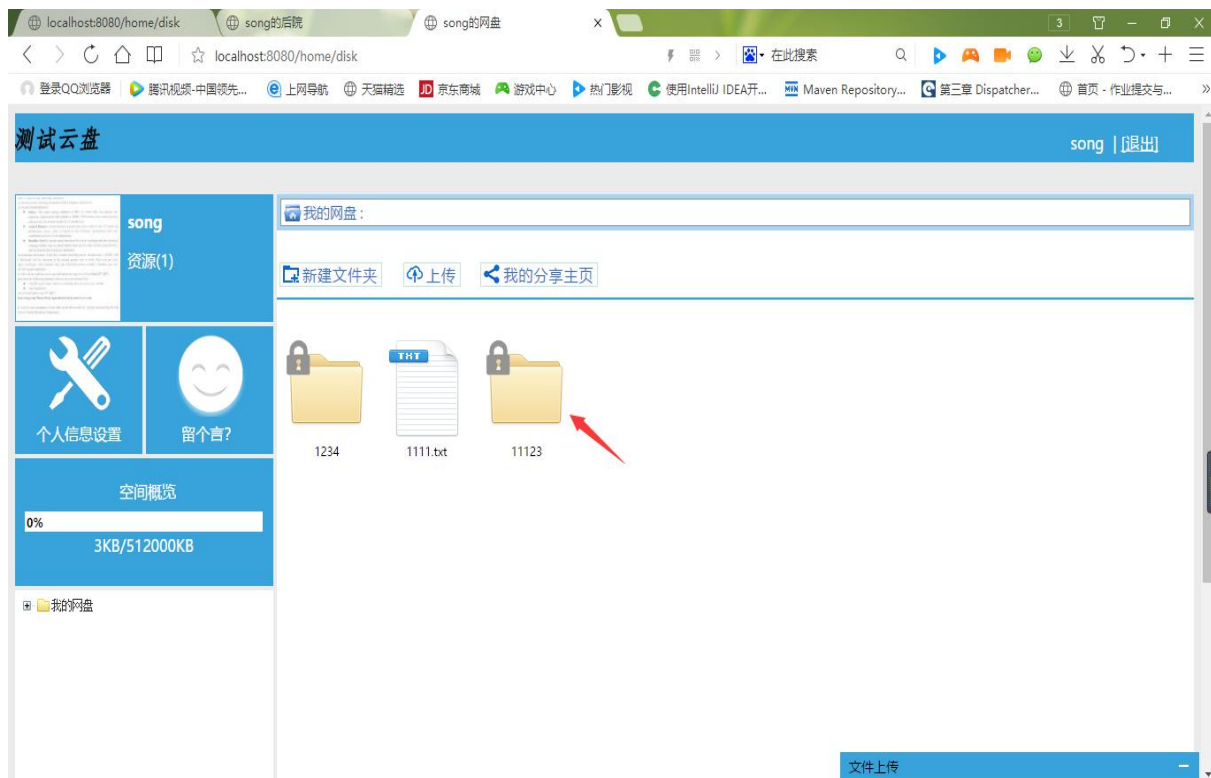 localhost:8080/home/disk song的后院 song的网盘 × 3
localhost:8080/home/disk 在此搜索
登录QQ浏览器 腾讯视频-中国领先... 上网导航 天猫精选 JD 京东商城 游戏中心 热门影视 使用IntelliJ IDEA开... MVN Maven Repository... 第三章 Dispatcher... 首页 - 作业提交与... »
测试云盘
song | [退出]
song
资源(1)
我的网盘:
新建文件夹 上传 我的分享主页
TXT
1234 1111.txt 11123
个人信息设置 留个言?
空间概览
0%
3KB/512000KB
我的网盘
文件上传